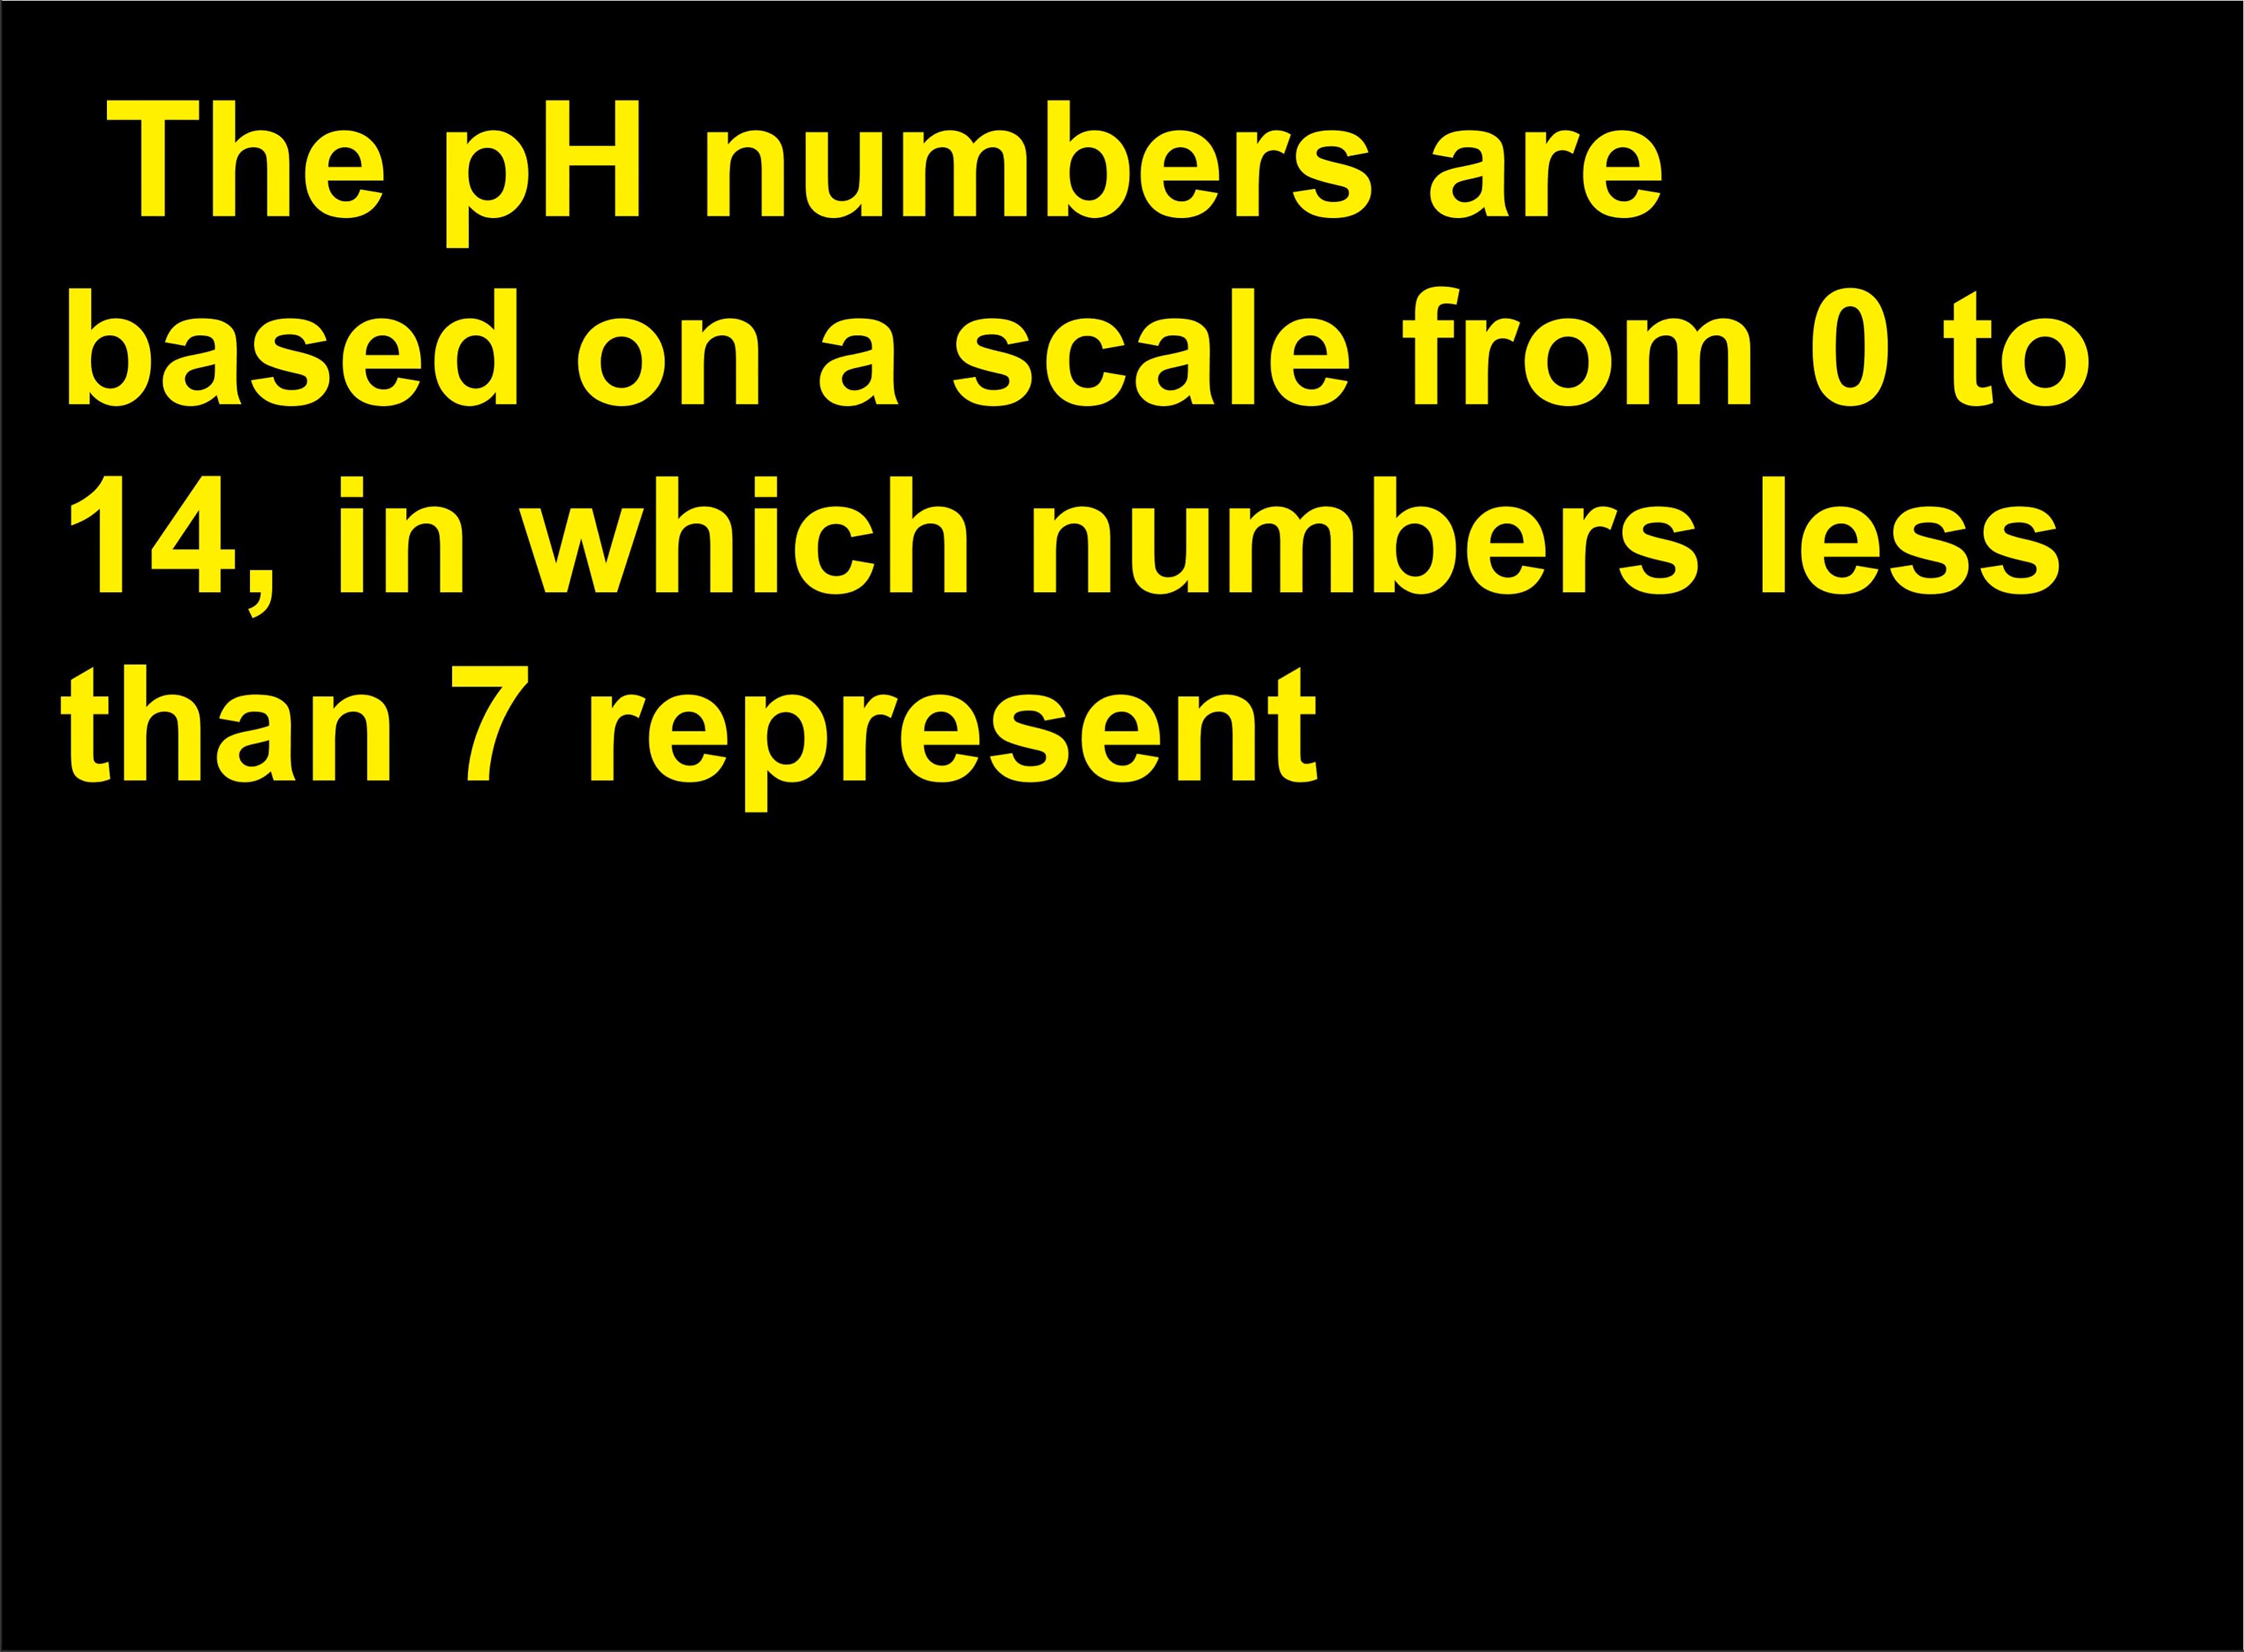 The pH numbers are
based on a scale from 0 to
14, in which numbers less
than 7 represent